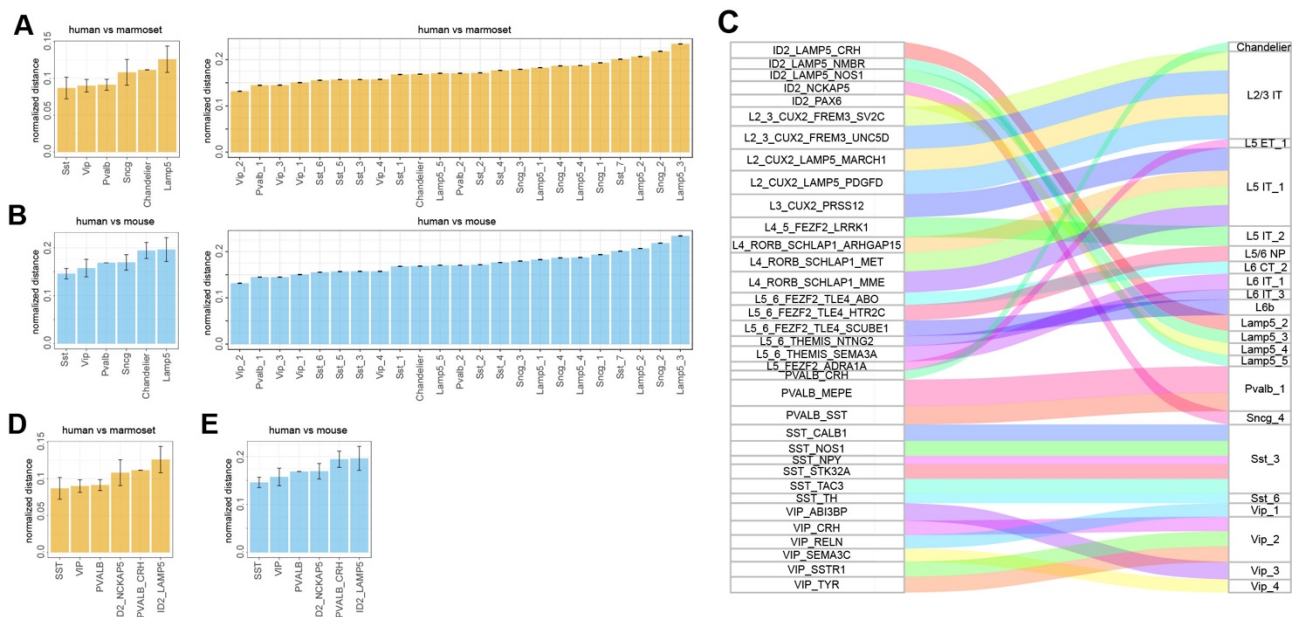 A
human vs marmoset
normalized distance
0.0
0.05
0.1
0.15
Sst
Vip
Pvalb
Sncg
Chandelier
Lamp5
human vs marmoset
normalized distance
0.0
0.1
0.2
Vip_2
Pvalb_1
Vip_3
Vip_1
Sst_6
Sst_5
Sst_3
Vip_4
Sst_1
Chandelier
Lamp5_5
Pvalb_2
Sst_2
Sst_4
Sncg_3
Lamp5_1
Sncg_4
Lamp5_4
Sncg_1
Sst_7
Lamp5_2
Sncg_2
Lamp5_3
B
human vs mouse
normalized distance
0.0
0.1
0.2
Sst
Vip
Pvalb
Sncg
Chandelier
Lamp5
human vs mouse
normalized distance
0.0
0.1
0.2
Vip_2
Pvalb_1
Vip_3
Vip_1
Sst_6
Sst_5
Sst_3
Vip_4
Sst_1
Chandelier
Lamp5_5
Pvalb_2
Sst_2
Sst_4
Sncg_3
Lamp5_1
Sncg_4
Lamp5_4
Sncg_1
Sst_7
Lamp5_2
Sncg_2
Lamp5_3
D
human vs marmoset
normalized distance
0.0
0.05
0.1
0.15
SST
VIP
PVALB
D2_NCKAP5
PVALB_CRH
ID2_LAMP5
E
human vs mouse
normalized distance
0.0
0.1
0.2
SST
VIP
PVALB
D2_NCKAP5
PVALB_CRH
ID2_LAMP5
C
ID2_LAMP5_CRH
ID2_LAMP5_NMBR
ID2_LAMP5_NOS1
ID2_NCKAP5
ID2_PAX6
L2_3_CUX2_FREM3_SV2C
L2_3_CUX2_FREM3_UNC5D
L2_CUX2_LAMP5_MARCH1
L2_CUX2_LAMP5_PDGFD
L3_CUX2_PRSS12
L4_5_FEZF2_LRRK1
L4_RORB_SCHLAP1_ARHGAP15
L4_RORB_SCHLAP1_MET
L4_RORB_SCHLAP1_MME
L5_6_FEZF2_TLE4_ABO
L5_6_FEZF2_TLE4_HTR2C
L5_6_FEZF2_TLE4_SCUBE1
L5_6_THEMIS_NTNG2
L5_6_THEMIS_SEMA3A
L5_FEZF2_ADRA1A
PVALB_CRH
PVALB_MEPE
PVALB_SST
SST_CALB1
SST_NOS1
SST_NPY
SST_STK32A
SST_TAC3
SST_TH
VIP_ABI3BP
VIP_CRH
VIP_RELN
VIP_SEMA3C
VIP_SSTR1
VIP_TYR
Chandelier
L2/3 IT
L5 ET_1
L5 IT_1
L5 IT_2
L5/6 NP
L6 CT_2
L6 IT_1
L6 IT_3
L6b
Lamp5_2
Lamp5_3
Lamp5_4
Lamp5_5
Pvalb_1
Sncg_4
Sst_3
Sst_6
Vip_1
Vip_2
Vip_3
Vip_4